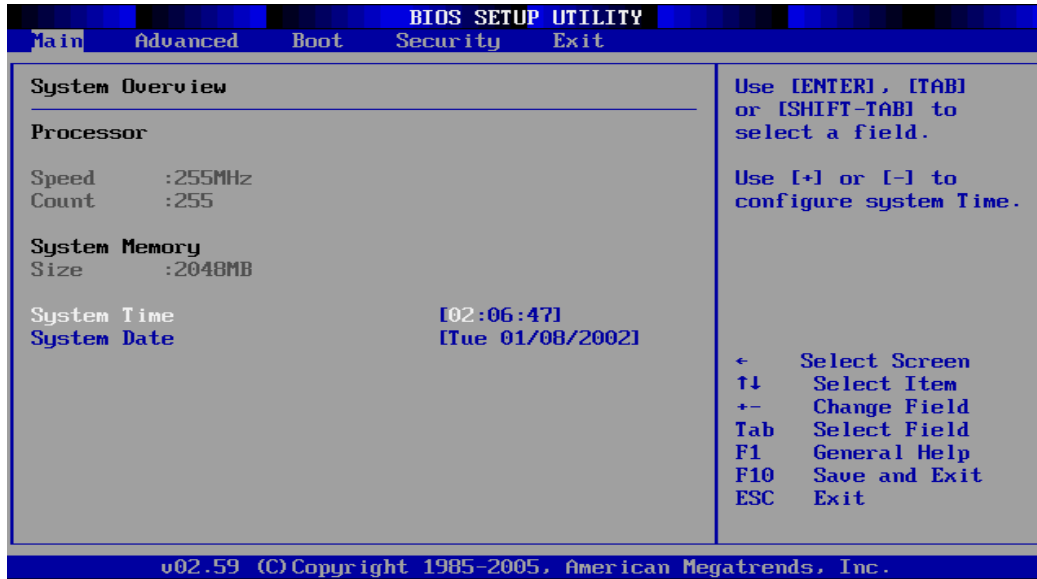 BIOS SETUP UTILITY
Main Advanced Boot Security Exit
System Overview
Processor
Speed :255MHz
Count :255
System Memory
Size :2048MB
System Time [02:06:47]
System Date [Tue 01/08/2002]
Use [ENTER], [TAB]
or [SHIFT-TAB] to
select a field.
Use [+] or [-] to
configure system Time.
← Select Screen
↑↓ Select Item
+- Change Field
Tab Select Field
F1 General Help
F10 Save and Exit
ESC Exit
v02.59 (C)Copyright 1985-2005, American Megatrends, Inc.